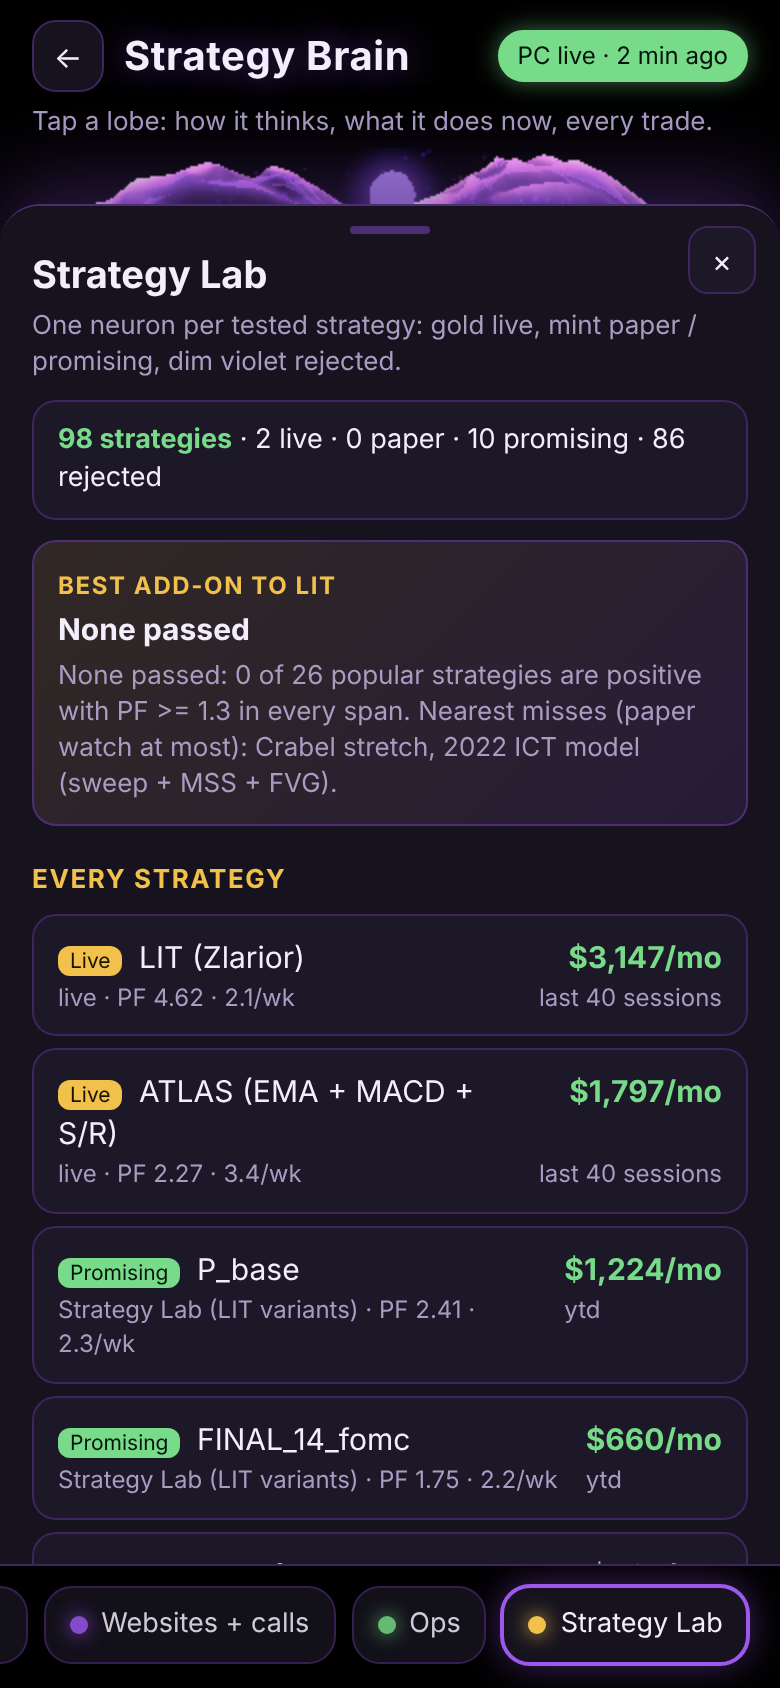 ←
Strategy Brain
PC live · 2 min ago
Tap a lobe: how it thinks, what it does now, every trade.
×
Strategy Lab
One neuron per tested strategy: gold live, mint paper /
promising, dim violet rejected.
98 strategies · 2 live · 0 paper · 10 promising · 86
rejected
BEST ADD-ON TO LIT
None passed
None passed: 0 of 26 popular strategies are positive
with PF >= 1.3 in every span. Nearest misses (paper
watch at most): Crabel stretch, 2022 ICT model
(sweep + MSS + FVG).
EVERY STRATEGY
Live LIT (Zlarior) $3,147/mo
live · PF 4.62 · 2.1/wk last 40 sessions
Live ATLAS (EMA + MACD + $1,797/mo
S/R)
live · PF 2.27 · 3.4/wk last 40 sessions
Promising P_base $1,224/mo
Strategy Lab (LIT variants) · PF 2.41 · ytd
2.3/wk
Promising FINAL_14_fomc $660/mo
Strategy Lab (LIT variants) · PF 1.75 · 2.2/wk ytd
Websites + calls
Ops
Strategy Lab